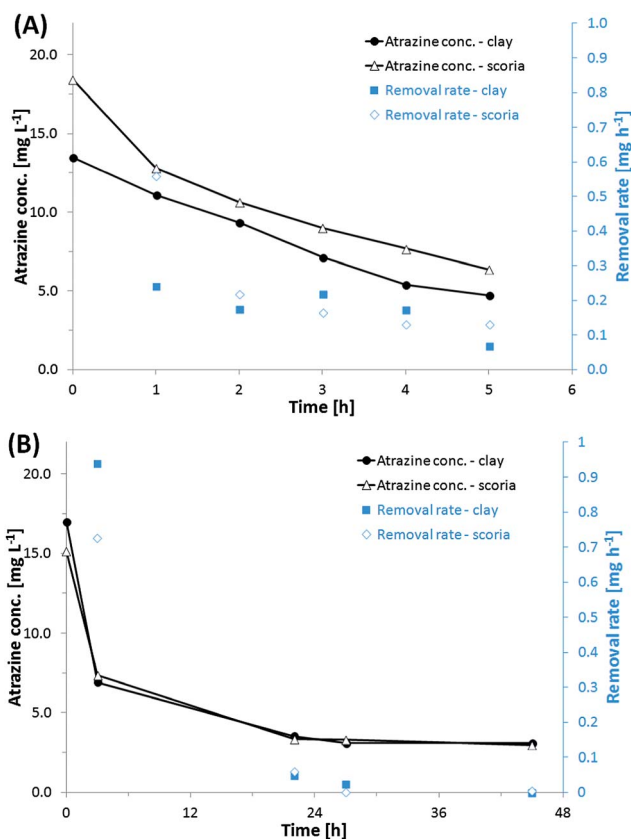 (A)
Atrazine conc. - clay
Atrazine conc. - scoria
Removal rate - clay
Removal rate - scoria
Atrazine conc. [mg L-1]
20.0
15.0
10.0
5.0
0.0
1.0
0.9
0.8
0.7
0.6
0.5
0.4
0.3
0.2
0.1
0.0
Removal rate [mg h-1]
0 1 2 3 4 5 6
Time [h]
(B)
Atrazine conc. - clay
Atrazine conc. - scoria
Removal rate - clay
Removal rate - scoria
Atrazine conc. [mg L-1]
20.0
15.0
10.0
5.0
0.0
1
0.9
0.8
0.7
0.6
0.5
0.4
0.3
0.2
0.1
0
Removal rate [mg h-1]
0 12 24 36 48
Time [h]